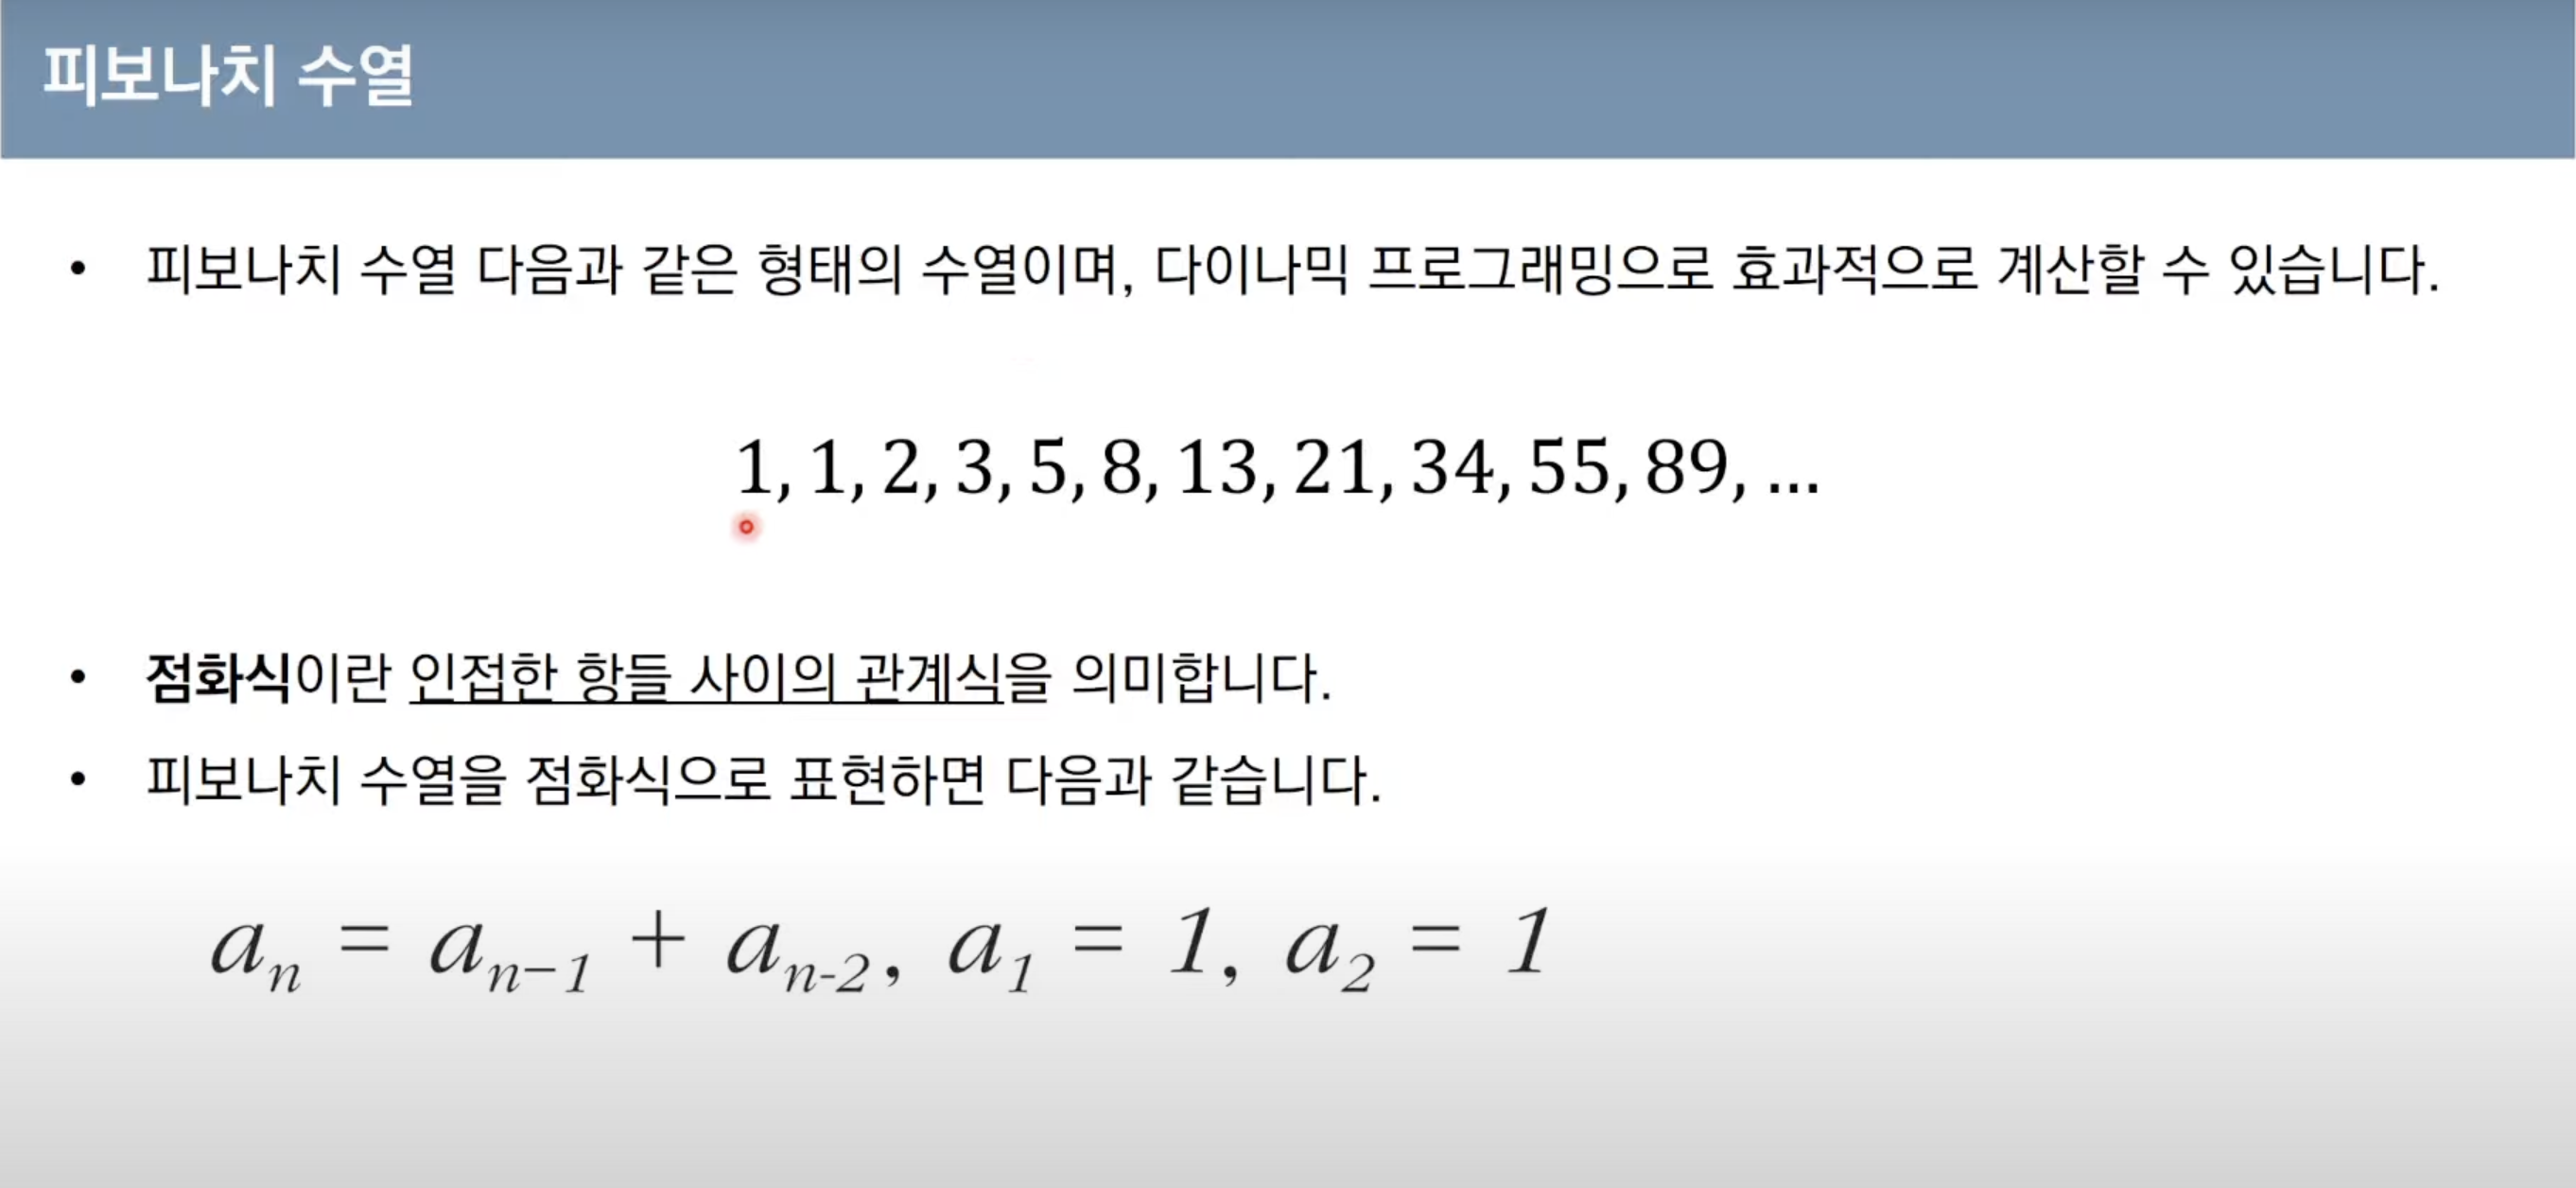 피보나치 수열
• 피보나치 수열 다음과 같은 형태의 수열이며, 다이나믹 프로그래밍으로 효과적으로 계산할 수 있습니다.
1, 1, 2, 3, 5, 8, 13, 21, 34, 55, 89, ...
• 점화식이란 인접한 항들 사이의 관계식을 의미합니다.
• 피보나치 수열을 점화식으로 표현하면 다음과 같습니다.
aₙ = aₙ₋₁ + aₙ₋₂, a₁ = 1, a₂ = 1